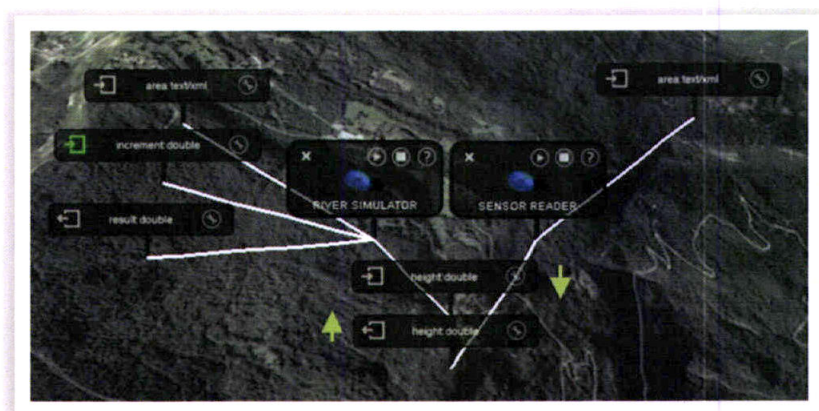 area text/xml
area text/xml
increment double
RIVER SIMULATOR
SENSOR READER
result double
height double
height double